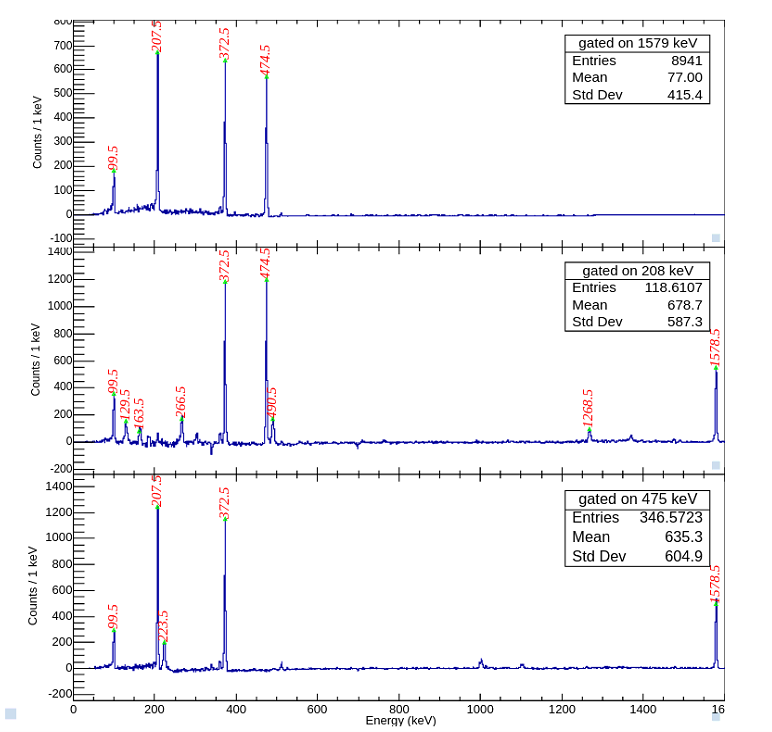 800
700
600
500
400
300
200
100
0
-100
Counts / 1 keV
99.5
207.5
372.5
474.5
gated on 1579 keV
Entries 8941
Mean 77.00
Std Dev 415.4
1400
1200
1000
800
600
400
200
0
-200
Counts / 1 keV
99.5
129.5
163.5
266.5
372.5
474.5
490.5
1268.5
1578.5
gated on 208 keV
Entries 118.6107
Mean 678.7
Std Dev 587.3
1400
1200
1000
800
600
400
200
0
-200
Counts / 1 keV
99.5
207.5
223.5
372.5
1578.5
gated on 475 keV
Entries 346.5723
Mean 635.3
Std Dev 604.9
0 200 400 600 800 1000 1200 1400 16
Energy (keV)